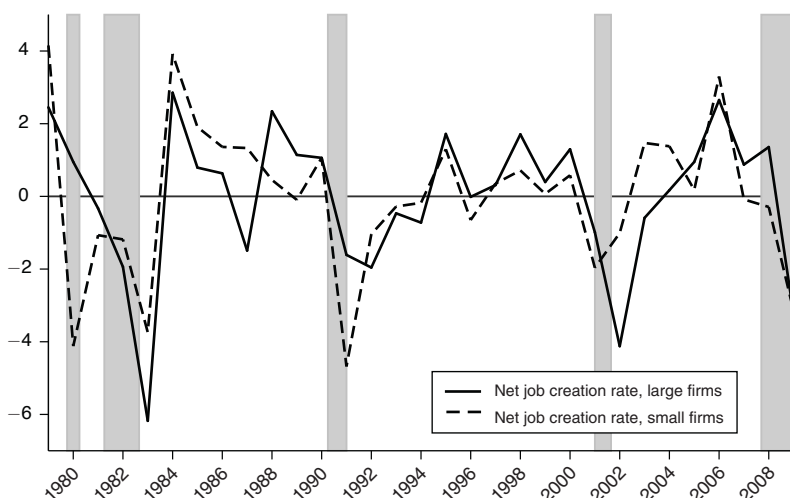 4
2
0
−2
−4
−6
Net job creation rate, large firms
Net job creation rate, small firms
1980 1982 1984 1986 1988 1990 1992 1994 1996 1998 2000 2002 2004 2006 2008